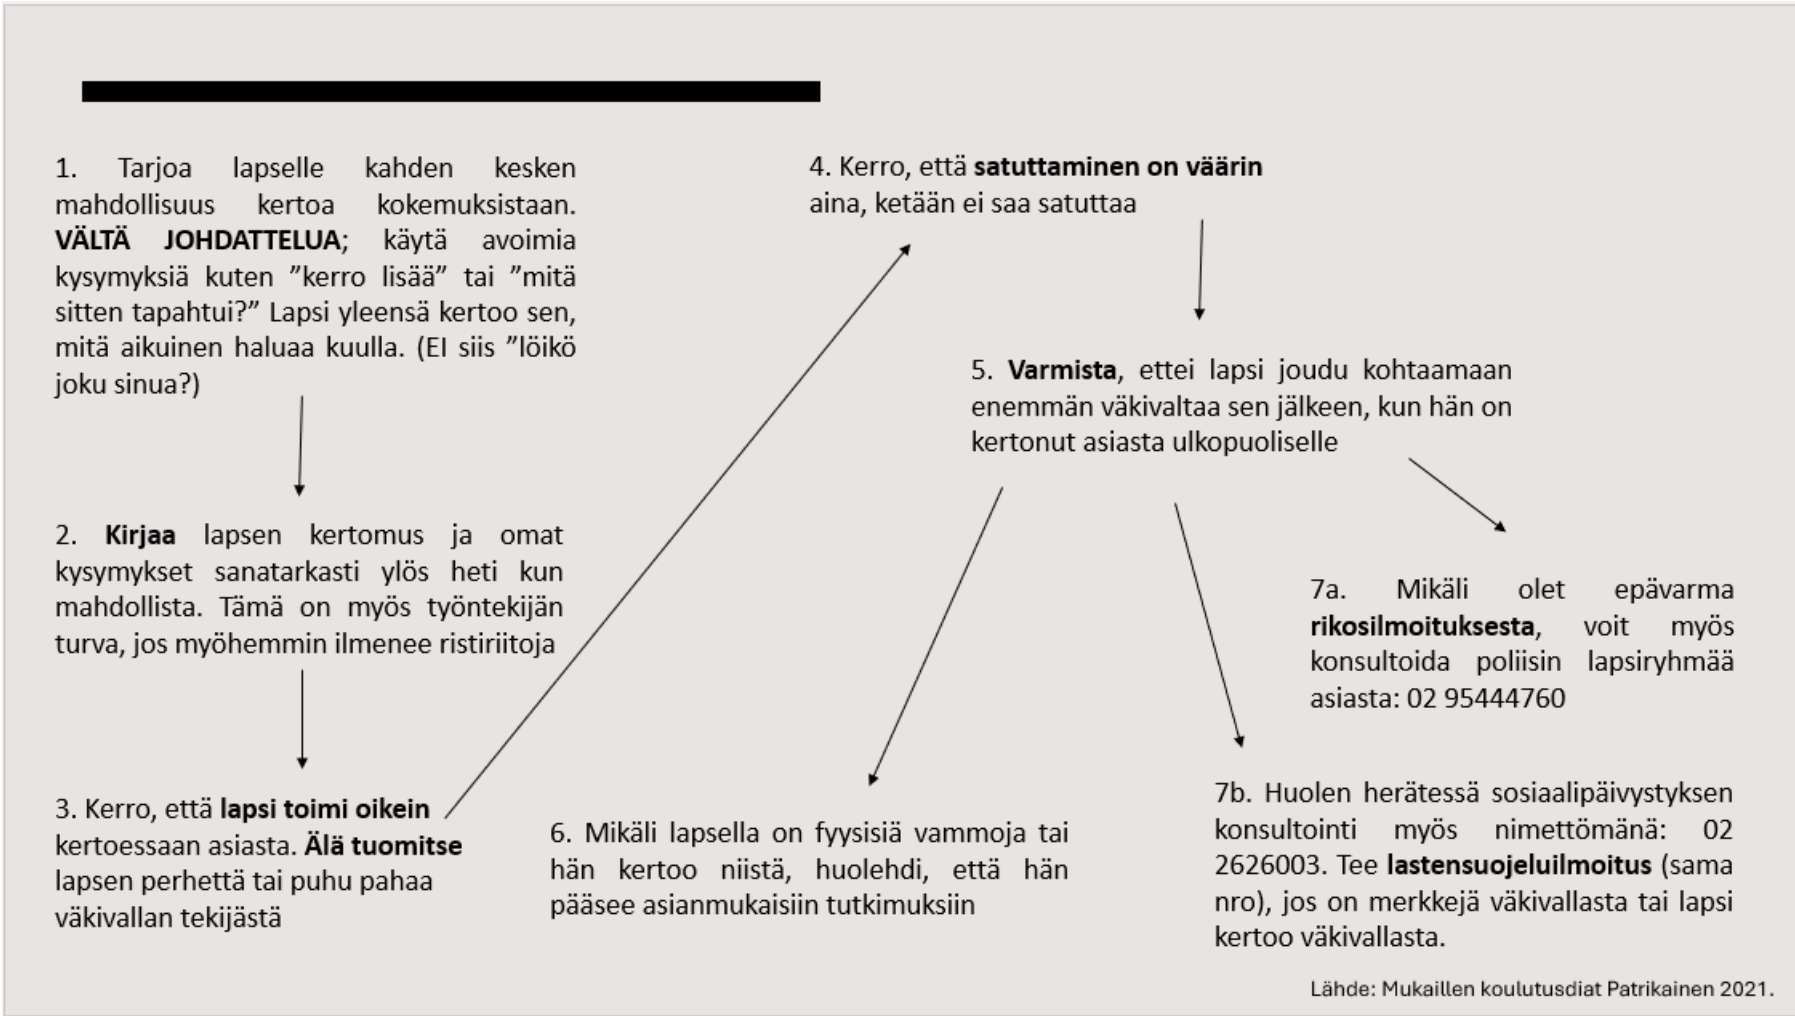 1. Tarjoa lapselle kahden kesken
mahdollisuus kertoa kokemuksistaan.
VÄLTÄ JOHDATTELUA; käytä avoimia
kysymyksiä kuten ”kerro lisää” tai ”mitä
sitten tapahtui?” Lapsi yleensä kertoo sen,
mitä aikuinen haluaa kuulla. (EI siis ”löikö
joku sinua?)
2. Kirjaa lapsen kertomus ja omat
kysymykset sanatarkasti ylös heti kun
mahdollista. Tämä on myös työntekijän
turva, jos myöhemmin ilmenee ristiriitoja
3. Kerro, että lapsi toimi oikein
kertoessaan asiasta. Älä tuomitse
lapsen perhettä tai puhu pahaa
väkivallan tekijästä
4. Kerro, että satuttaminen on väärin
aina, ketään ei saa satuttaa
5. Varmista, ettei lapsi joudu kohtaamaan
enemmän väkivaltaa sen jälkeen, kun hän on
kertonut asiasta ulkopuoliselle
6. Mikäli lapsella on fyysisiä vammoja tai
hän kertoo niistä, huolehdi, että hän
pääsee asianmukaisiin tutkimuksiin
7a. Mikäli olet epävarma
rikosilmoituksesta, voit myös
konsultoida poliisin lapsiryhmää
asiasta: 02 95444760
7b. Huolen herätessä sosiaalipäivystyksen
konsultointi myös nimettömänä: 02
2626003. Tee lastensuojeluilmoitus (sama
nro), jos on merkkejä väkivallasta tai lapsi
kertoo väkivallasta.
Lähde: Mukaillen koulutusdiat Patrikainen 2021.